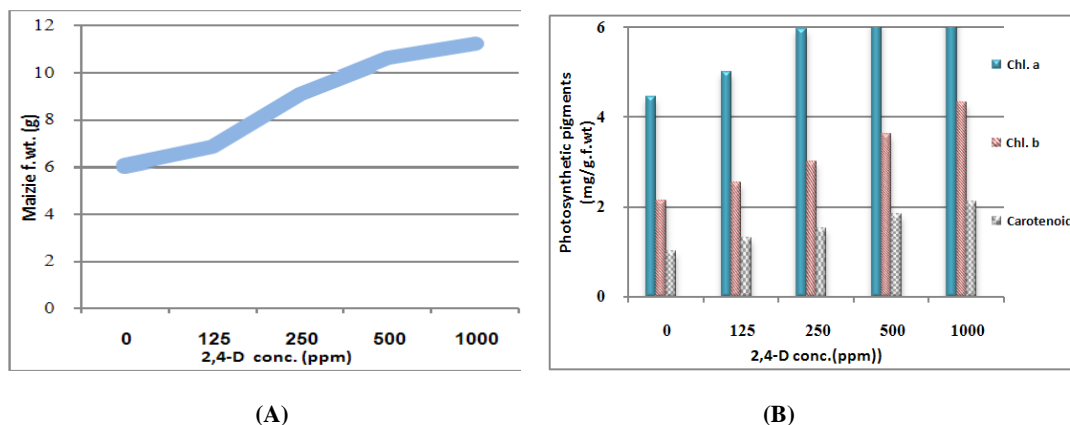 12
10
8
6
4
2
0
Maizie f.wt. (g)
0 125 250 500 1000
2,4-D conc. (ppm)
(A)
6
4
2
0
Photosynthetic pigments
(mg/g.f.wt)
0 125 250 500 1000
2,4-D conc.(ppm))
Chl. a
Chl. b
Carotenoid
(B)